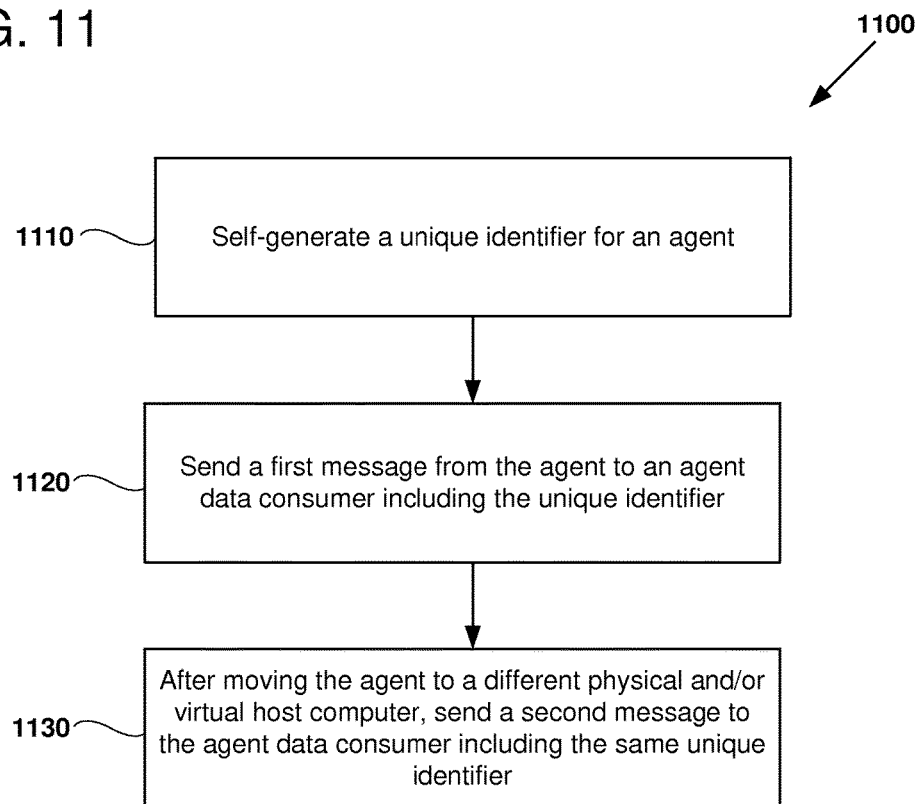 G. 11
1100
1110
Self-generate a unique identifier for an agent
1120
Send a first message from the agent to an agent
data consumer including the unique identifier
1130
After moving the agent to a different physical and/or
virtual host computer, send a second message to
the agent data consumer including the same unique
identifier